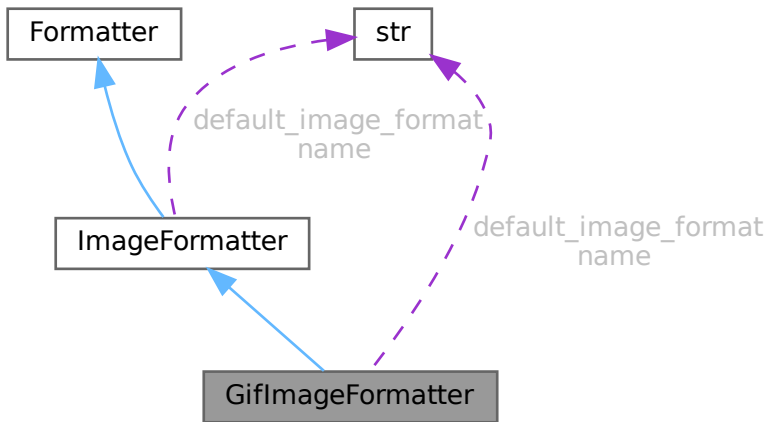 Formatter
str
default_image_format
name
ImageFormatter
default_image_format
name
GifImageFormatter